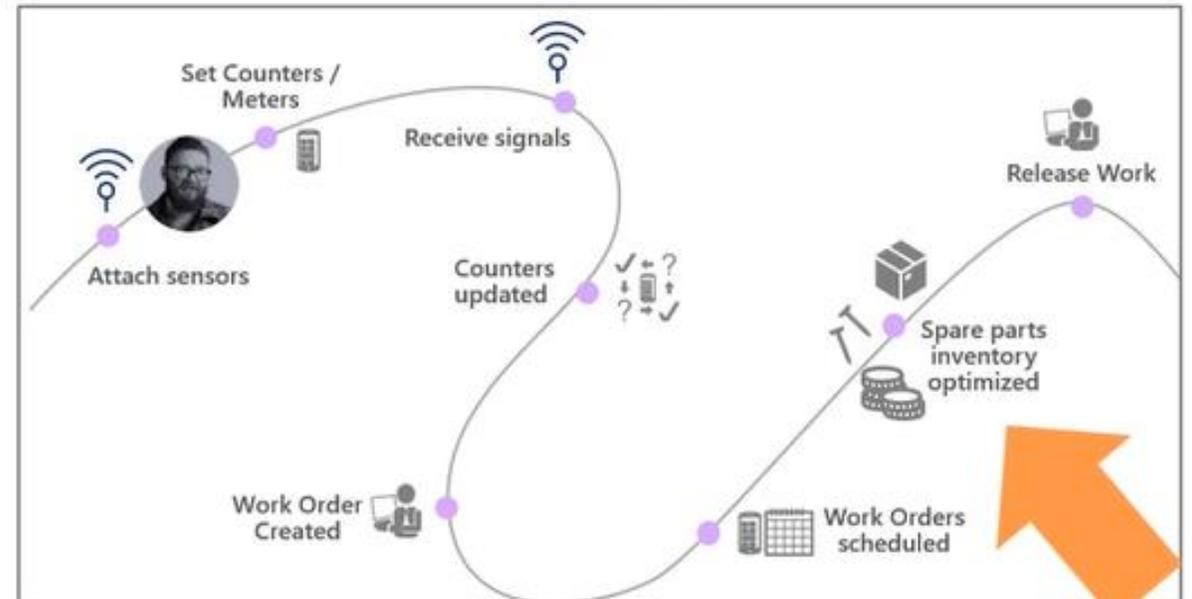 Set Counters /
Meters
Receive signals
Release Work
Attach sensors
Counters
updated
Spare parts
inventory
optimized
Work Order
Created
Work Orders
scheduled